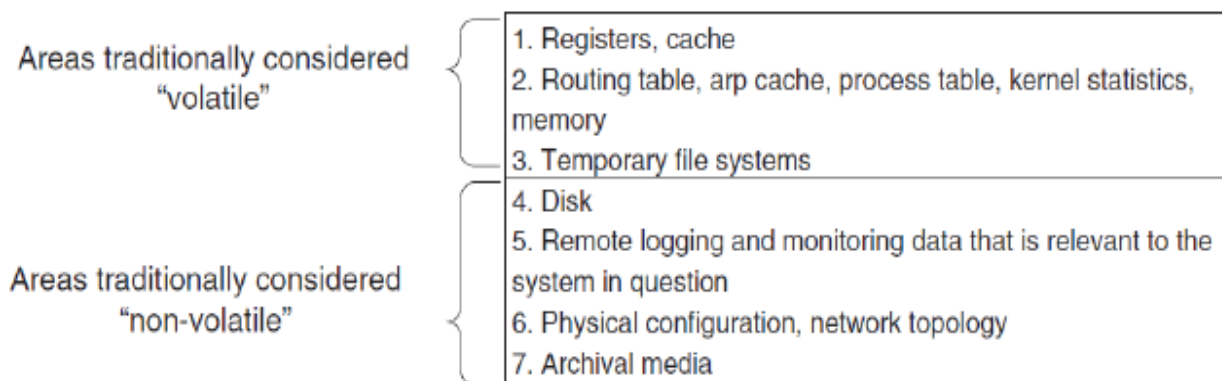 Areas traditionally considered
“volatile”
1. Registers, cache
2. Routing table, arp cache, process table, kernel statistics,
memory
3. Temporary file systems
Areas traditionally considered
“non-volatile”
4. Disk
5. Remote logging and monitoring data that is relevant to the
system in question
6. Physical configuration, network topology
7. Archival media